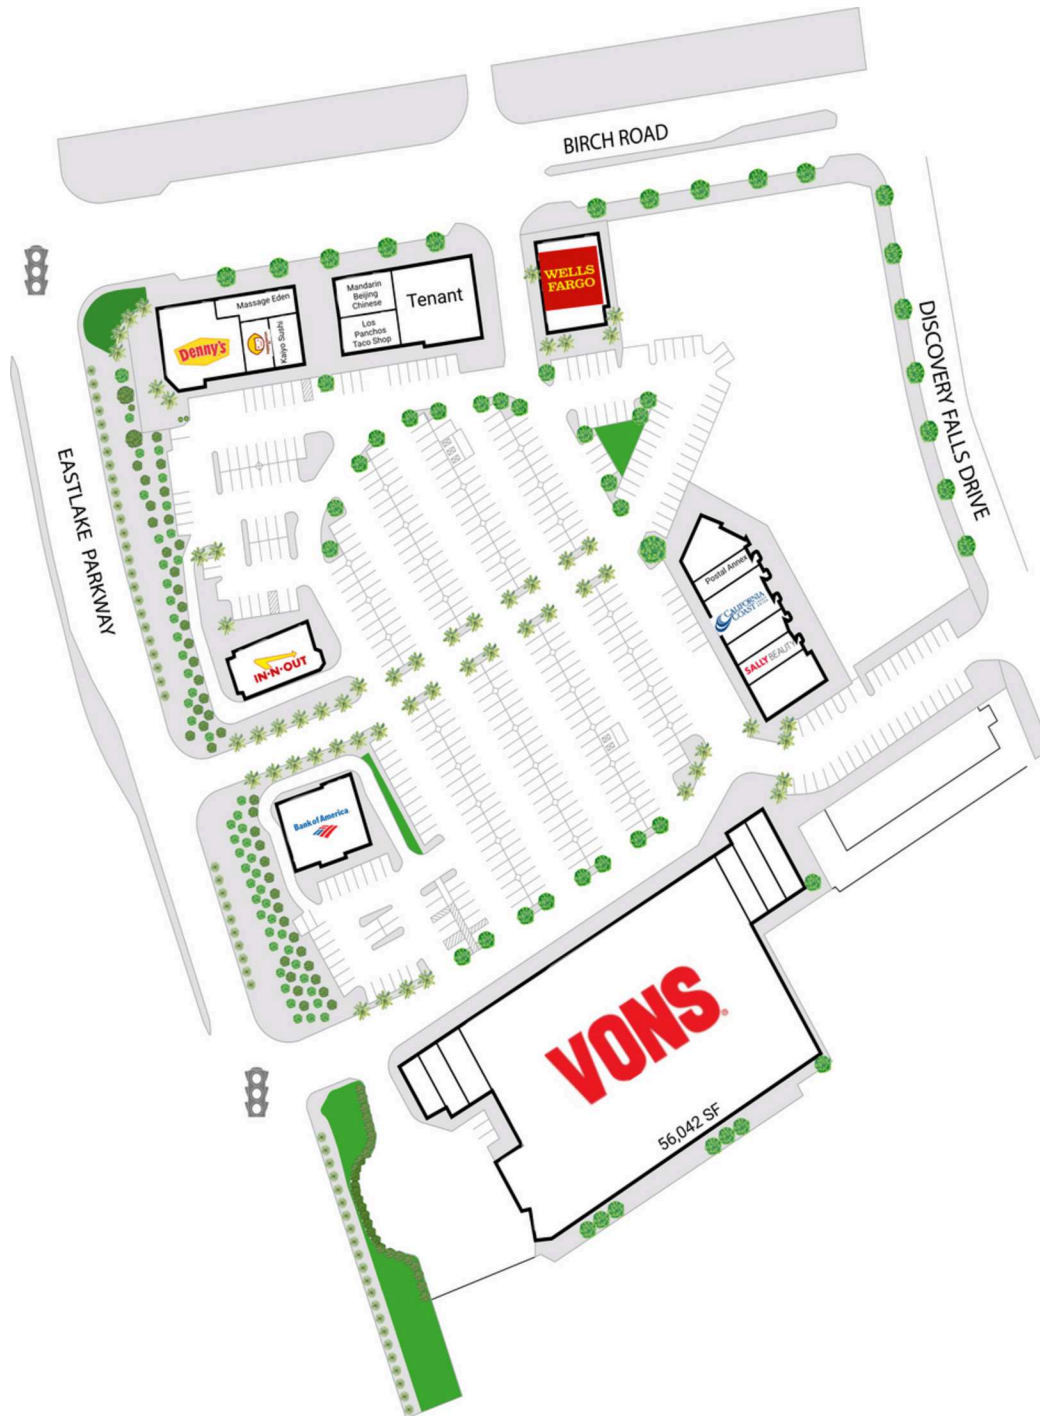 BIRCH ROAD
Massage Eden
Denny's
Kaiyo Sushi
Mandarin
Beijing
Chinese
Los
Panchos
Taco Shop
Tenant
WELLS
FARGO
DISCOVERY FALLS DRIVE
EASTLAKE PARKWAY
Postal Annex
CALIFORNIA
COAST
SALLY BEAUTY
IN-N-OUT
Bank of America
VONS®
56,042 SF